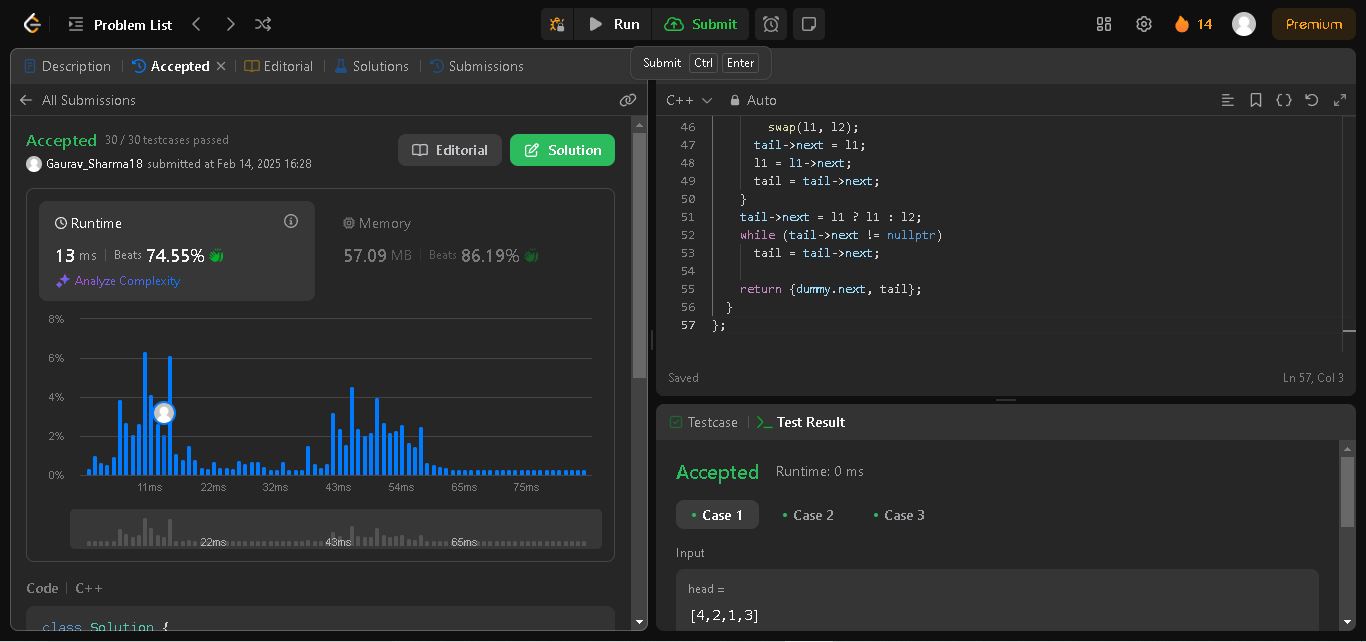 Problem List
Run
Submit
14
Premium
Description
Accepted
Editorial
Solutions
Submissions
Submit Ctrl Enter
All Submissions
Accepted 30 / 30 testcases passed
Gaurav_Sharma18 submitted at Feb 14, 2025 16:28
Editorial
Solution
Runtime
13 ms Beats 74.55%
Analyze Complexity
Memory
57.09 MB Beats 86.19%
8%
6%
4%
2%
0%
11ms 22ms 32ms 43ms 54ms 65ms 75ms
22ms 43ms 65ms
Code C++
class Solution {
C++ Auto
46 swap(l1, l2);
47 tail->next = l1;
48 l1 = l1->next;
49 tail = tail->next;
50 }
51 tail->next = l1 ? l1 : l2;
52 while (tail->next != nullptr)
53 tail = tail->next;
54
55 return {dummy.next, tail};
56 }
57 };
Saved
Ln 57, Col 3
Testcase
Test Result
Accepted Runtime: 0 ms
Case 1 Case 2 Case 3
Input
head =
[4,2,1,3]